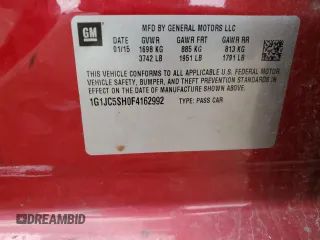 GM
MFD BY GENERAL MOTORS LLC
DATE GVWR GAWR FRT GAWR RR
01/15 1698 KG 885 KG 813 KG
3742 LB 1951 LB 1791 LB
THIS VEHICLE CONFORMS TO ALL APPLICABLE U.S. FEDERAL MOTOR
VEHICLE SAFETY, BUMPER, AND THEFT PREVENTION STANDARDS IN
EFFECT ON THE DATE OF MANUFACTURE SHOWN ABOVE.
1G1JC5SH0F4162992 TYPE: PASS CAR
DREAMBID